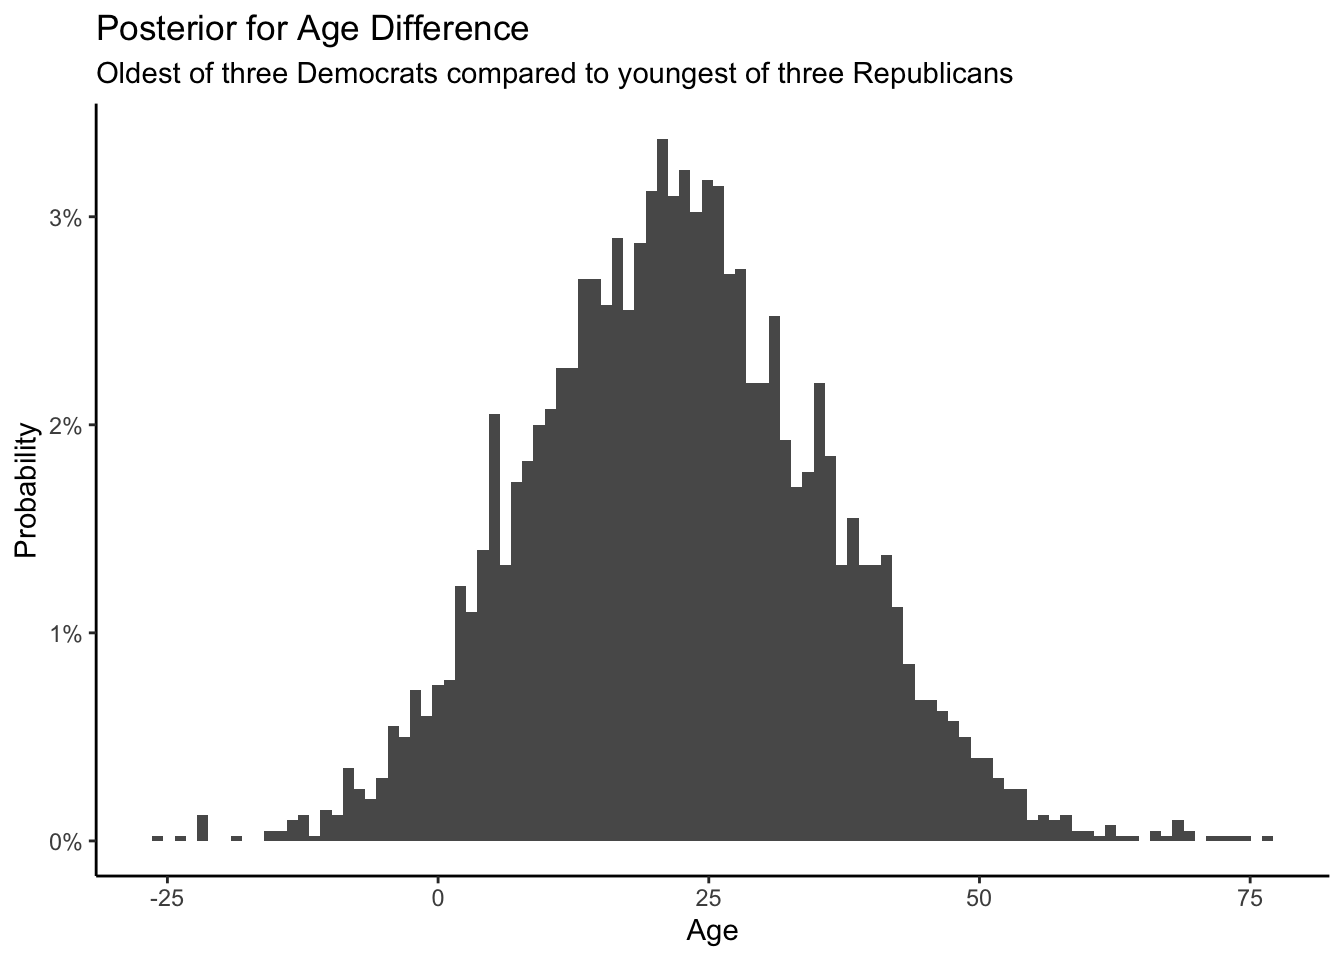 Posterior for Age Difference
Oldest of three Democrats compared to youngest of three Republicans
3%
2%
1%
0%
Probability
-25 0 25 50 75
Age